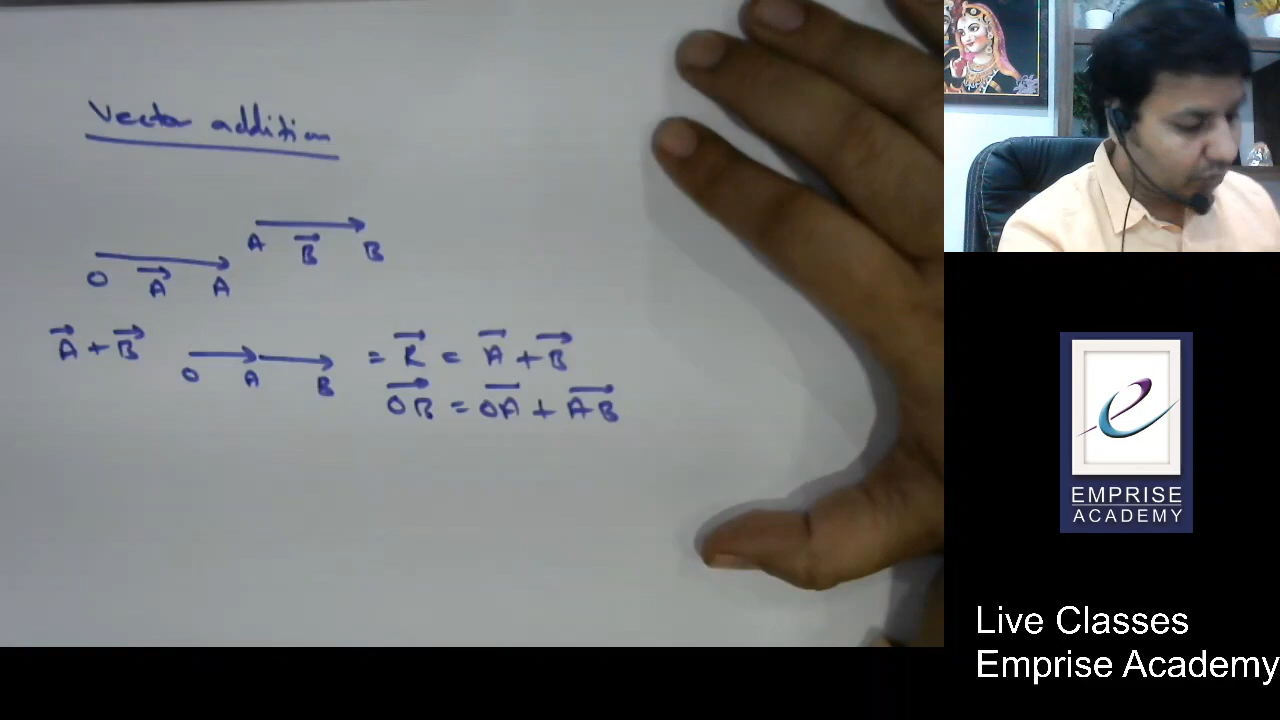 Vector addition
A B⃗ B
O A⃗ A
A⃗ + B⃗ O A B = R⃗ = A⃗ + B⃗
OB⃗ = OA⃗ + AB⃗
e
EMPRISE
ACADEMY
Live Classes
Emprise Academy